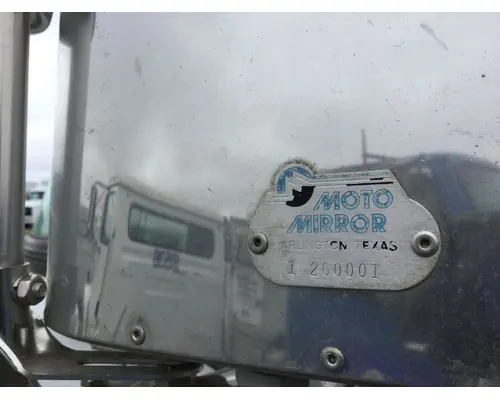 MOTO
MIRROR
ARLINGTON TEXAS
1 260001